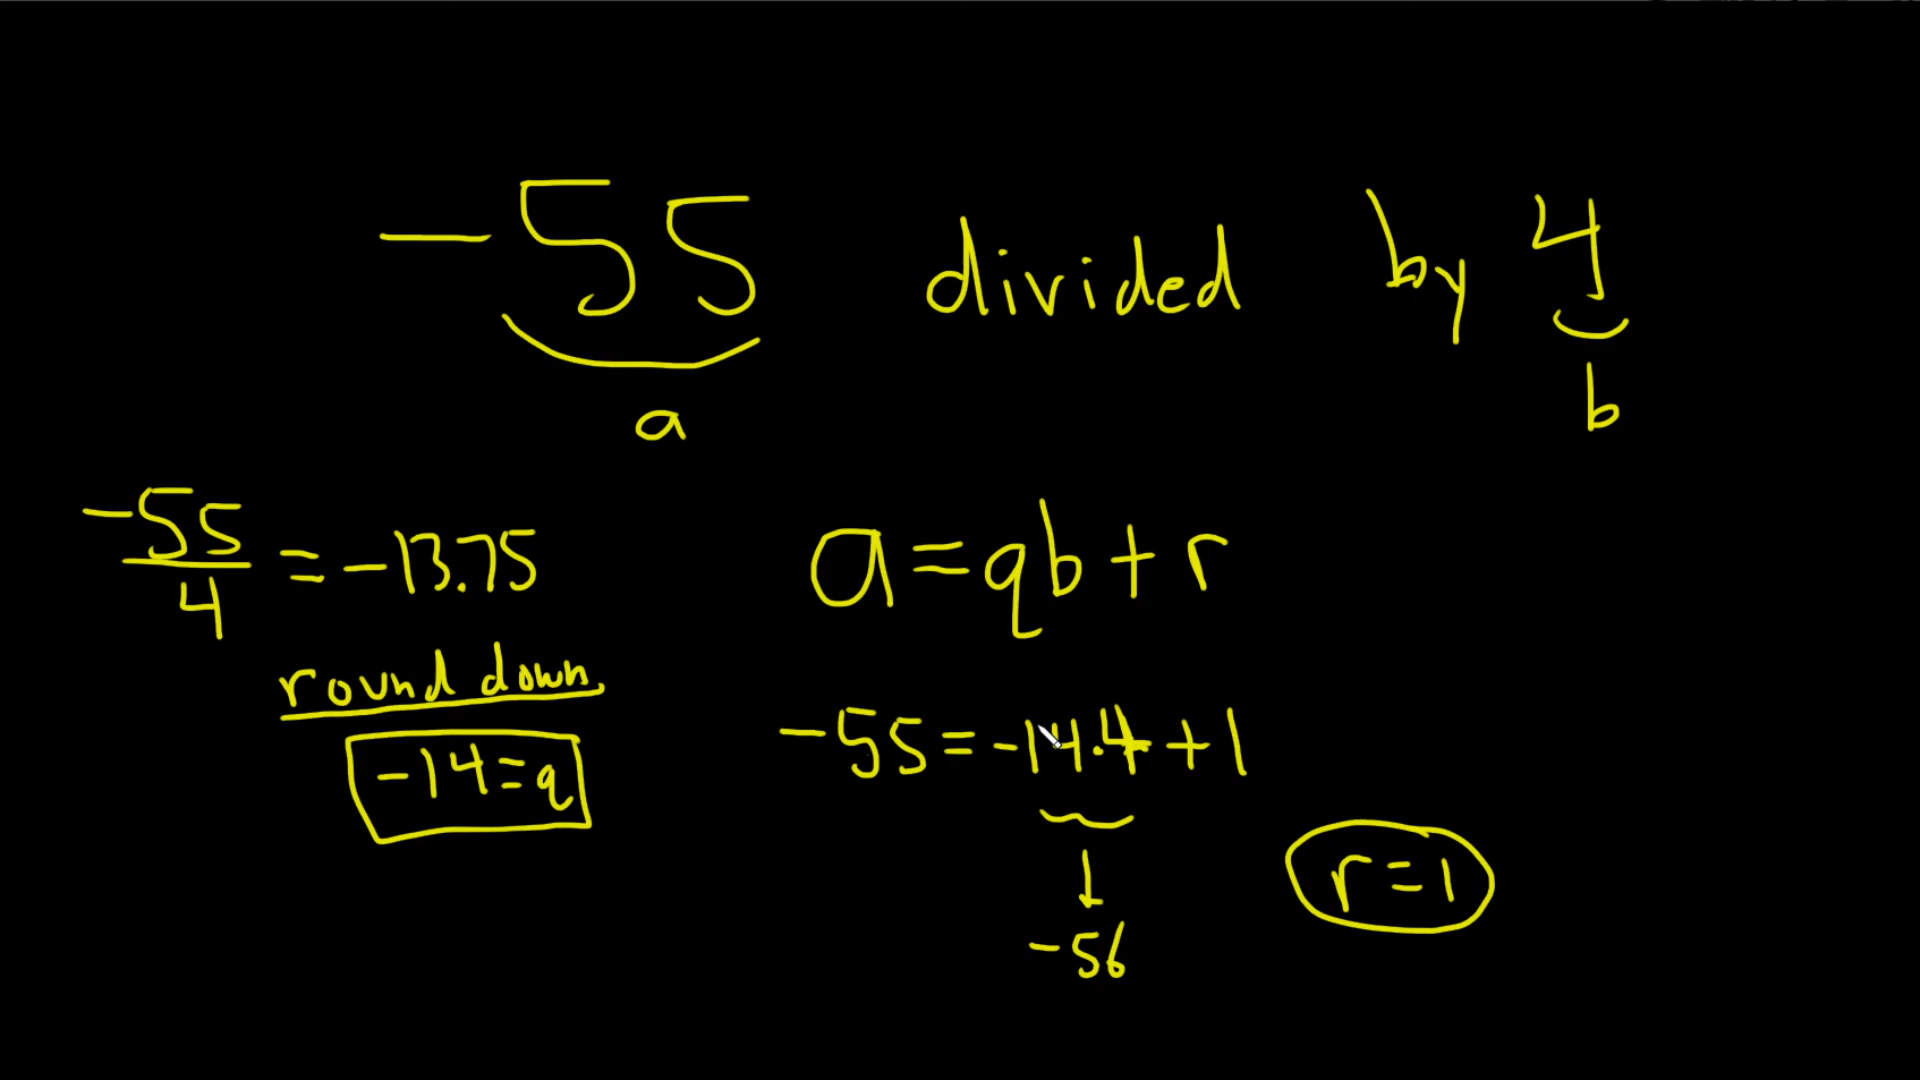 -55 divided by 4
a b
-55/4 = -13.75
a = qb + r
round down
-14 = q
-55 = -14·4 + 1
-56
r = 1